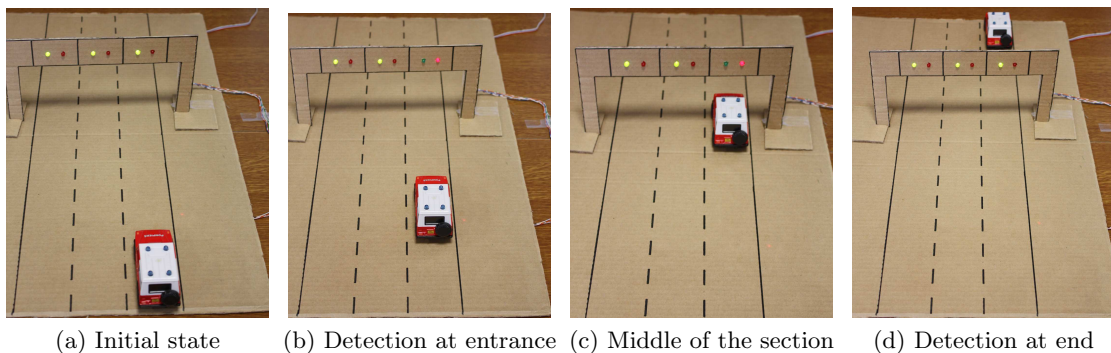 (a) Initial state
(b) Detection at entrance
(c) Middle of the section
(d) Detection at end